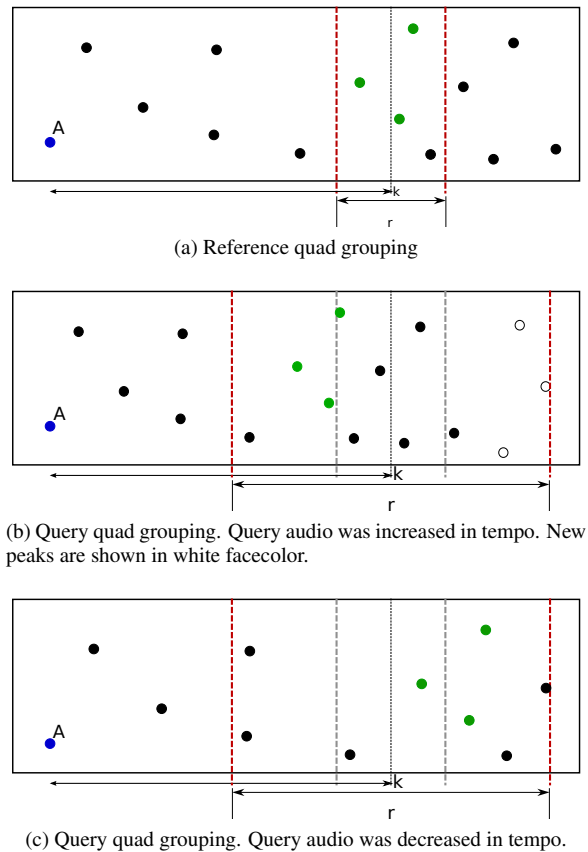 A
k
r
(a) Reference quad grouping
A
k
r
(b) Query quad grouping. Query audio was increased in tempo. New
peaks are shown in white facecolor.
A
k
r
(c) Query quad grouping. Query audio was decreased in tempo.